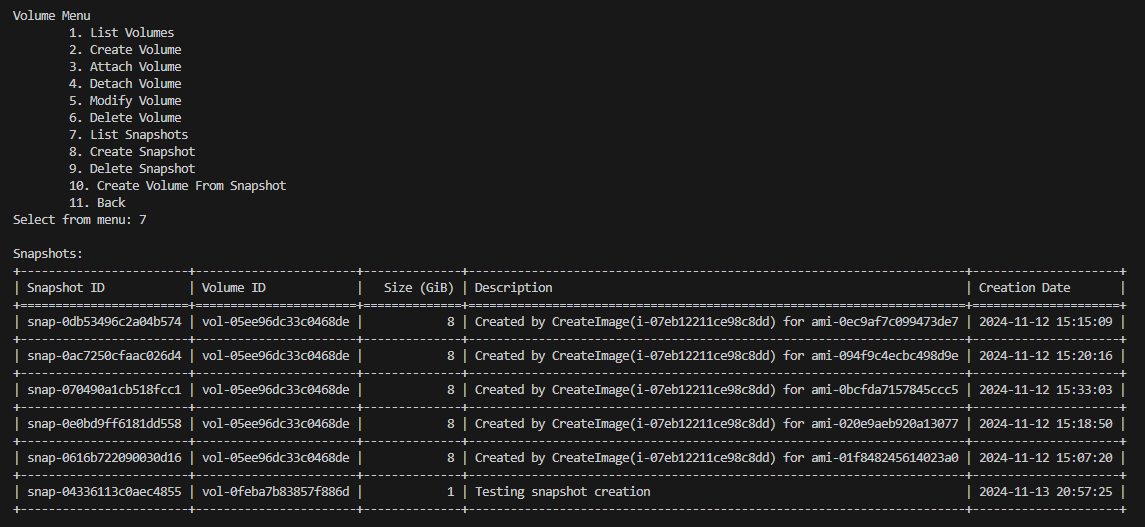 Volume Menu
1. List Volumes
2. Create Volume
3. Attach Volume
4. Detach Volume
5. Modify Volume
6. Delete Volume
7. List Snapshots
8. Create Snapshot
9. Delete Snapshot
10. Create Volume From Snapshot
11. Back
Select from menu: 7
Snapshots:
+------------------------+-----------------------+--------------+------------------------------------------------------------------------+---------------------+
| Snapshot ID            | Volume ID             |   Size (GiB) | Description                                                            | Creation Date       |
+========================+=======================+==============+========================================================================+=====================+
| snap-0db53496c2a04b574 | vol-05ee96dc33c0468de |            8 | Created by CreateImage(i-07eb12211ce98c8dd) for ami-0ec9af7c099473de7 | 2024-11-12 15:15:09 |
+------------------------+-----------------------+--------------+------------------------------------------------------------------------+---------------------+
| snap-0ac7250cfaac026d4 | vol-05ee96dc33c0468de |            8 | Created by CreateImage(i-07eb12211ce98c8dd) for ami-094f9c4ecbc498d9e | 2024-11-12 15:20:16 |
+------------------------+-----------------------+--------------+------------------------------------------------------------------------+---------------------+
| snap-070490a1cb518fcc1 | vol-05ee96dc33c0468de |            8 | Created by CreateImage(i-07eb12211ce98c8dd) for ami-0bcfda7157845ccc5 | 2024-11-12 15:33:03 |
+------------------------+-----------------------+--------------+------------------------------------------------------------------------+---------------------+
| snap-0e0bd9ff6181dd558 | vol-05ee96dc33c0468de |            8 | Created by CreateImage(i-07eb12211ce98c8dd) for ami-020e9aeb920a13077 | 2024-11-12 15:18:50 |
+------------------------+-----------------------+--------------+------------------------------------------------------------------------+---------------------+
| snap-0616b722090030d16 | vol-05ee96dc33c0468de |            8 | Created by CreateImage(i-07eb12211ce98c8dd) for ami-01f848245614023a0 | 2024-11-12 15:07:20 |
+------------------------+-----------------------+--------------+------------------------------------------------------------------------+---------------------+
| snap-04336113c0aec4855 | vol-0feba7b83857f886d |            1 | Testing snapshot creation                                              | 2024-11-13 20:57:25 |
+------------------------+-----------------------+--------------+------------------------------------------------------------------------+---------------------+